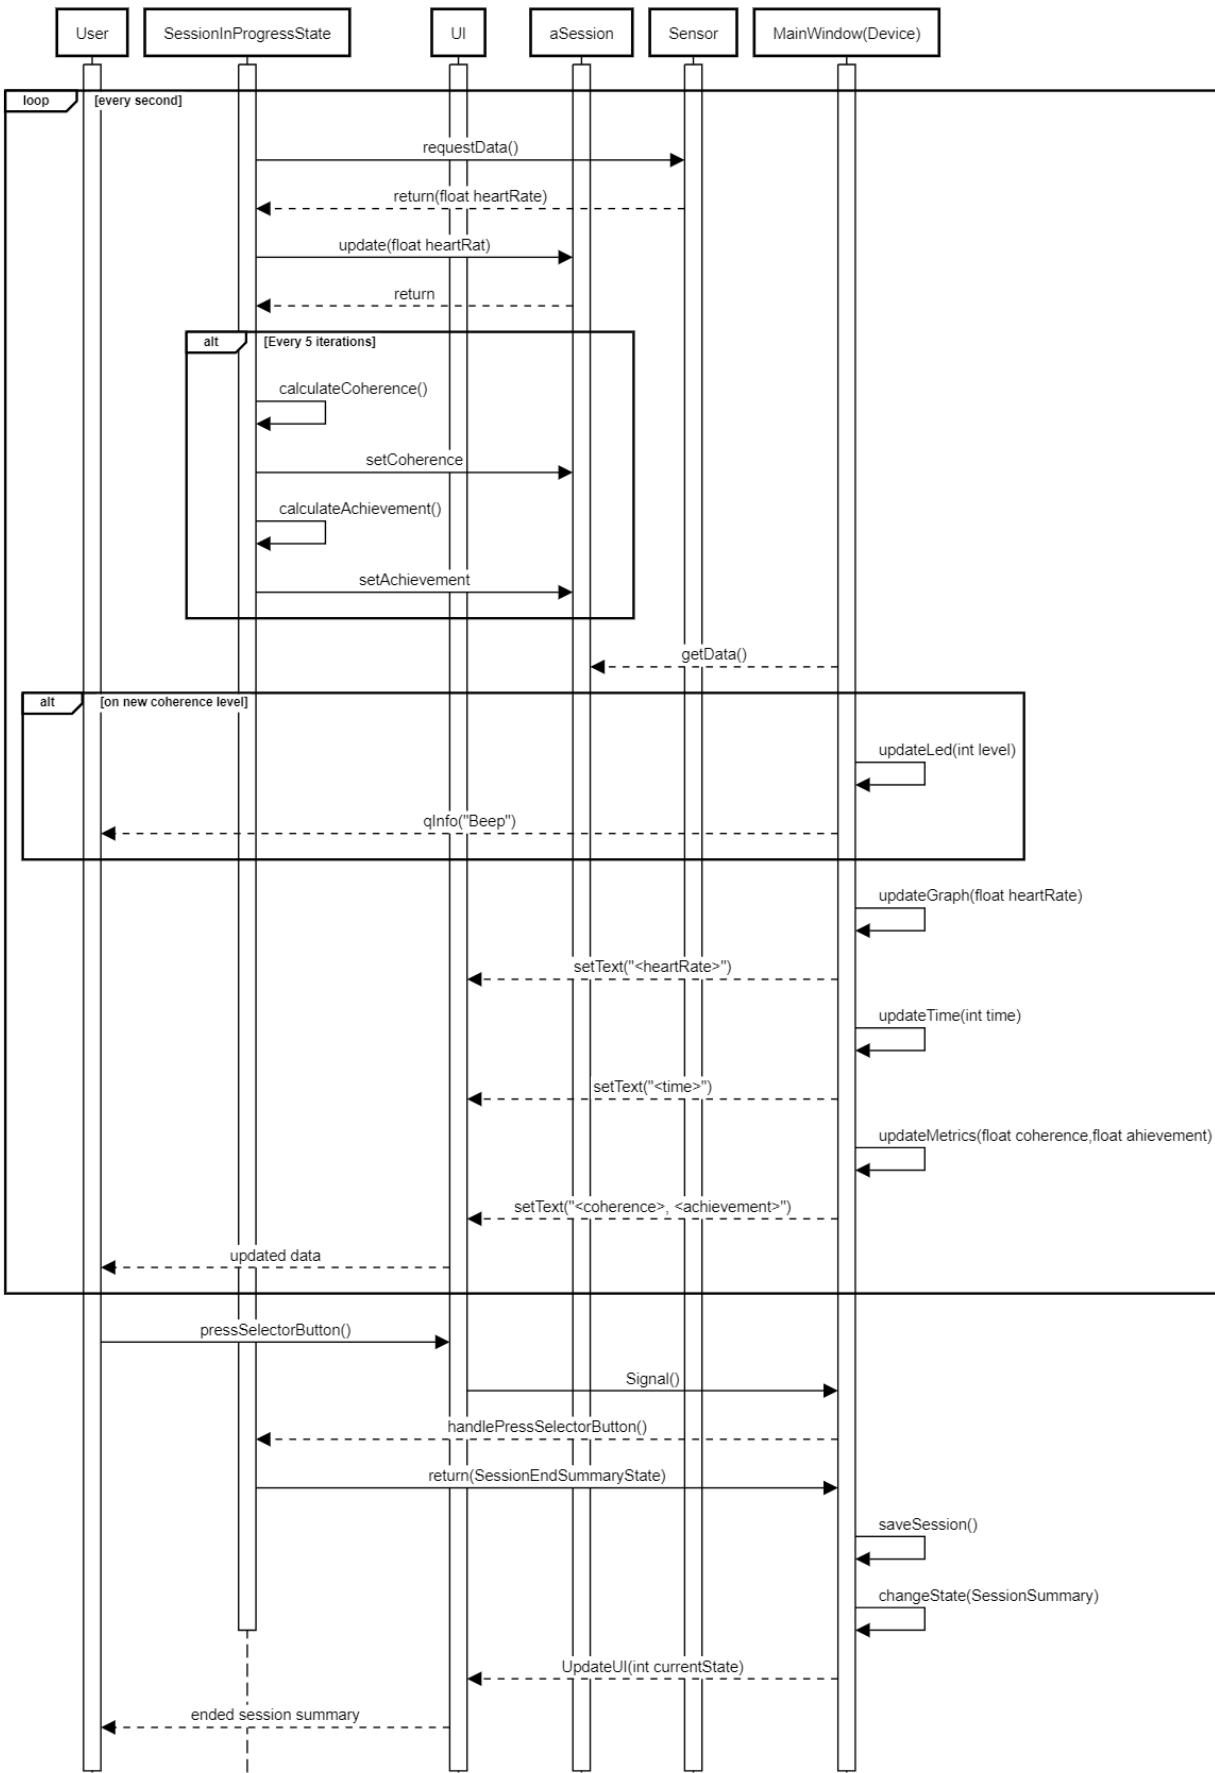 User
SessionInProgressState
UI
aSession
Sensor
MainWindow(Device)
loop
[every second]
requestData()
return(float heartRate)
update(float heartRat)
return
alt
[Every 5 iterations]
calculateCoherence()
setCoherence
calculateAchievement()
setAchievement
getData()
alt
[on new coherence level]
updateLed(int level)
qInfo("Beep")
updateGraph(float heartRate)
setText("<heartRate>")
updateTime(int time)
setText("<time>")
updateMetrics(float coherence,float ahievement)
setText("<coherence>, <achievement>")
updated data
pressSelectorButton()
Signal()
handlePressSelectorButton()
return(SessionEndSummaryState)
saveSession()
changeState(SessionSummary)
UpdateUI(int currentState)
ended session summary